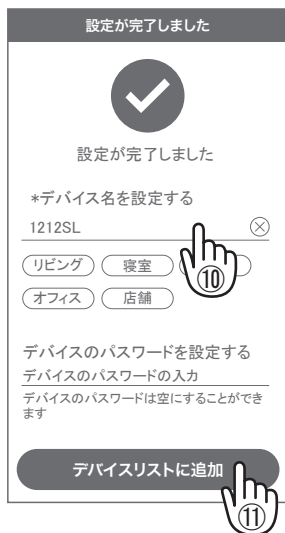 設定が完了しました
設定が完了しました
*デバイス名を設定する
1212SL
⑩
リビング 寝室
オフィス 店舗
デバイスのパスワードを設定する
デバイスのパスワードの入力
デバイスのパスワードは空にすることができ
ます
デバイスリストに追加
⑪